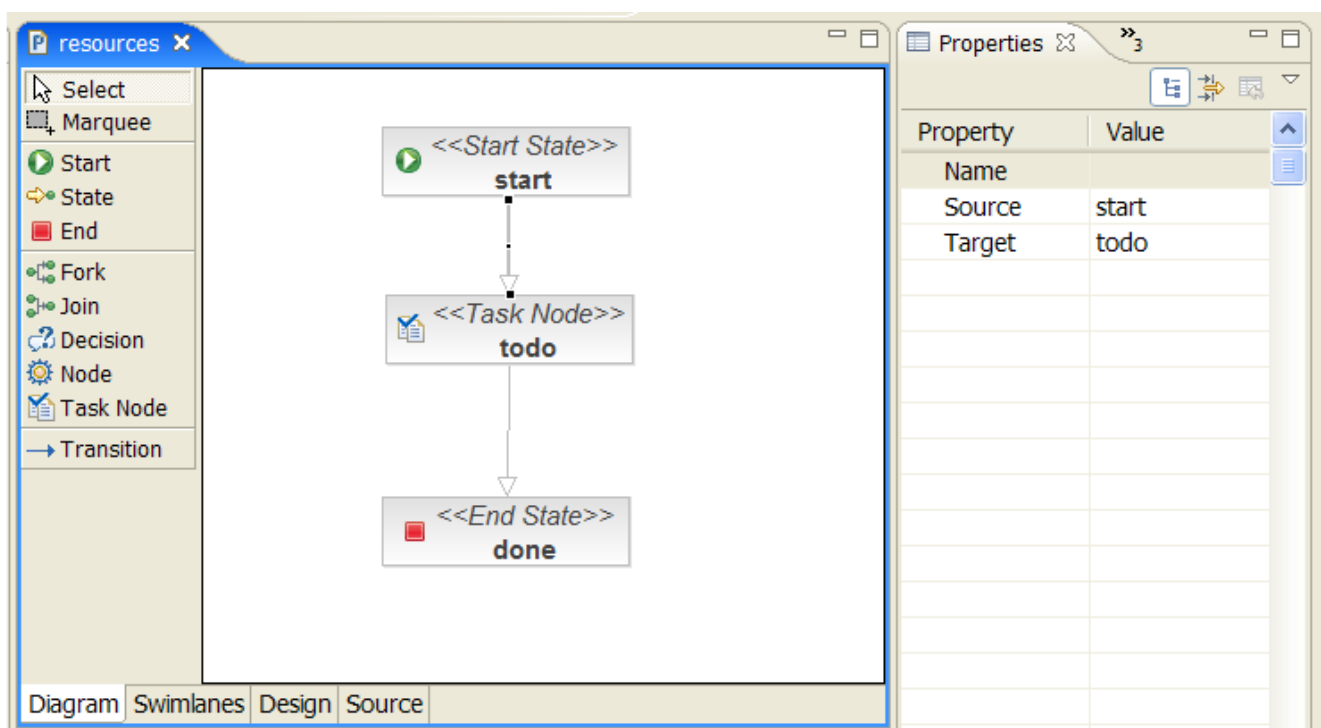 resources
Select
Marquee
Start
State
End
Fork
Join
Decision
Node
Task Node
Transition
<<Start State>>
start
<<Task Node>>
todo
<<End State>>
done
Diagram Swimlanes Design Source
Properties »3
Property Value
Name
Source start
Target todo